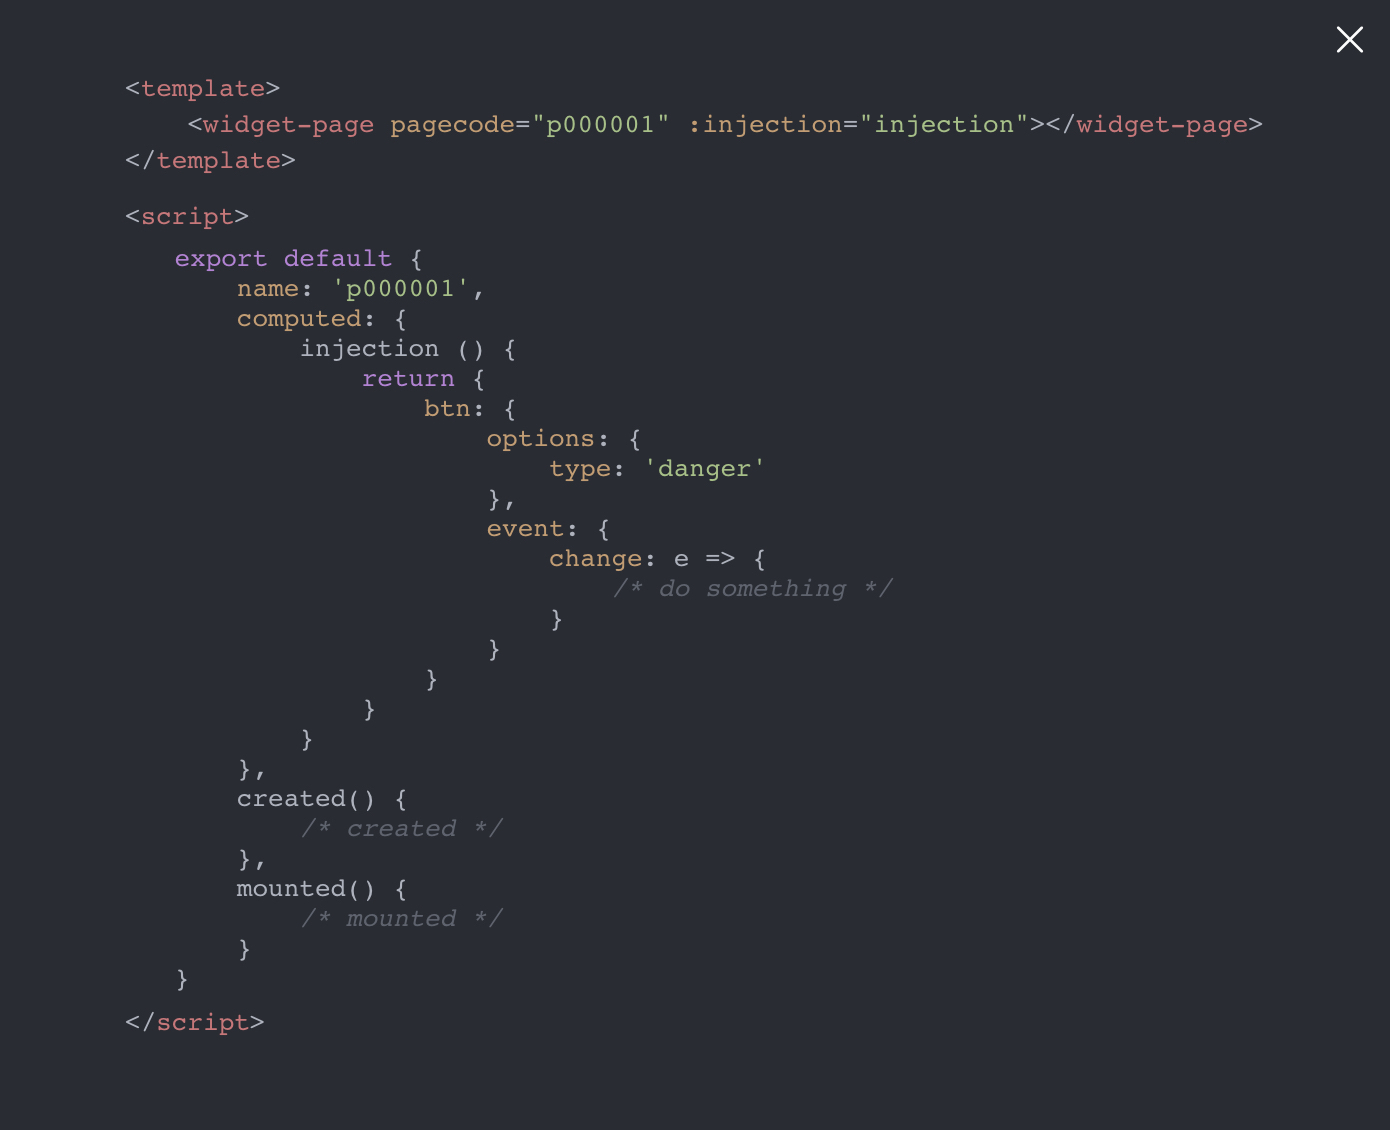 <template>
    <widget-page pagecode="p000001" :injection="injection"></widget-page>
</template>
<script>
   export default {
       name: 'p000001',
       computed: {
           injection () {
               return {
                   btn: {
                       options: {
                           type: 'danger'
                       },
                       event: {
                           change: e => {
                               /* do something */
                           }
                       }
                   }
               }
           }
       },
       created() {
           /* created */
       },
       mounted() {
           /* mounted */
       }
   }
</script>